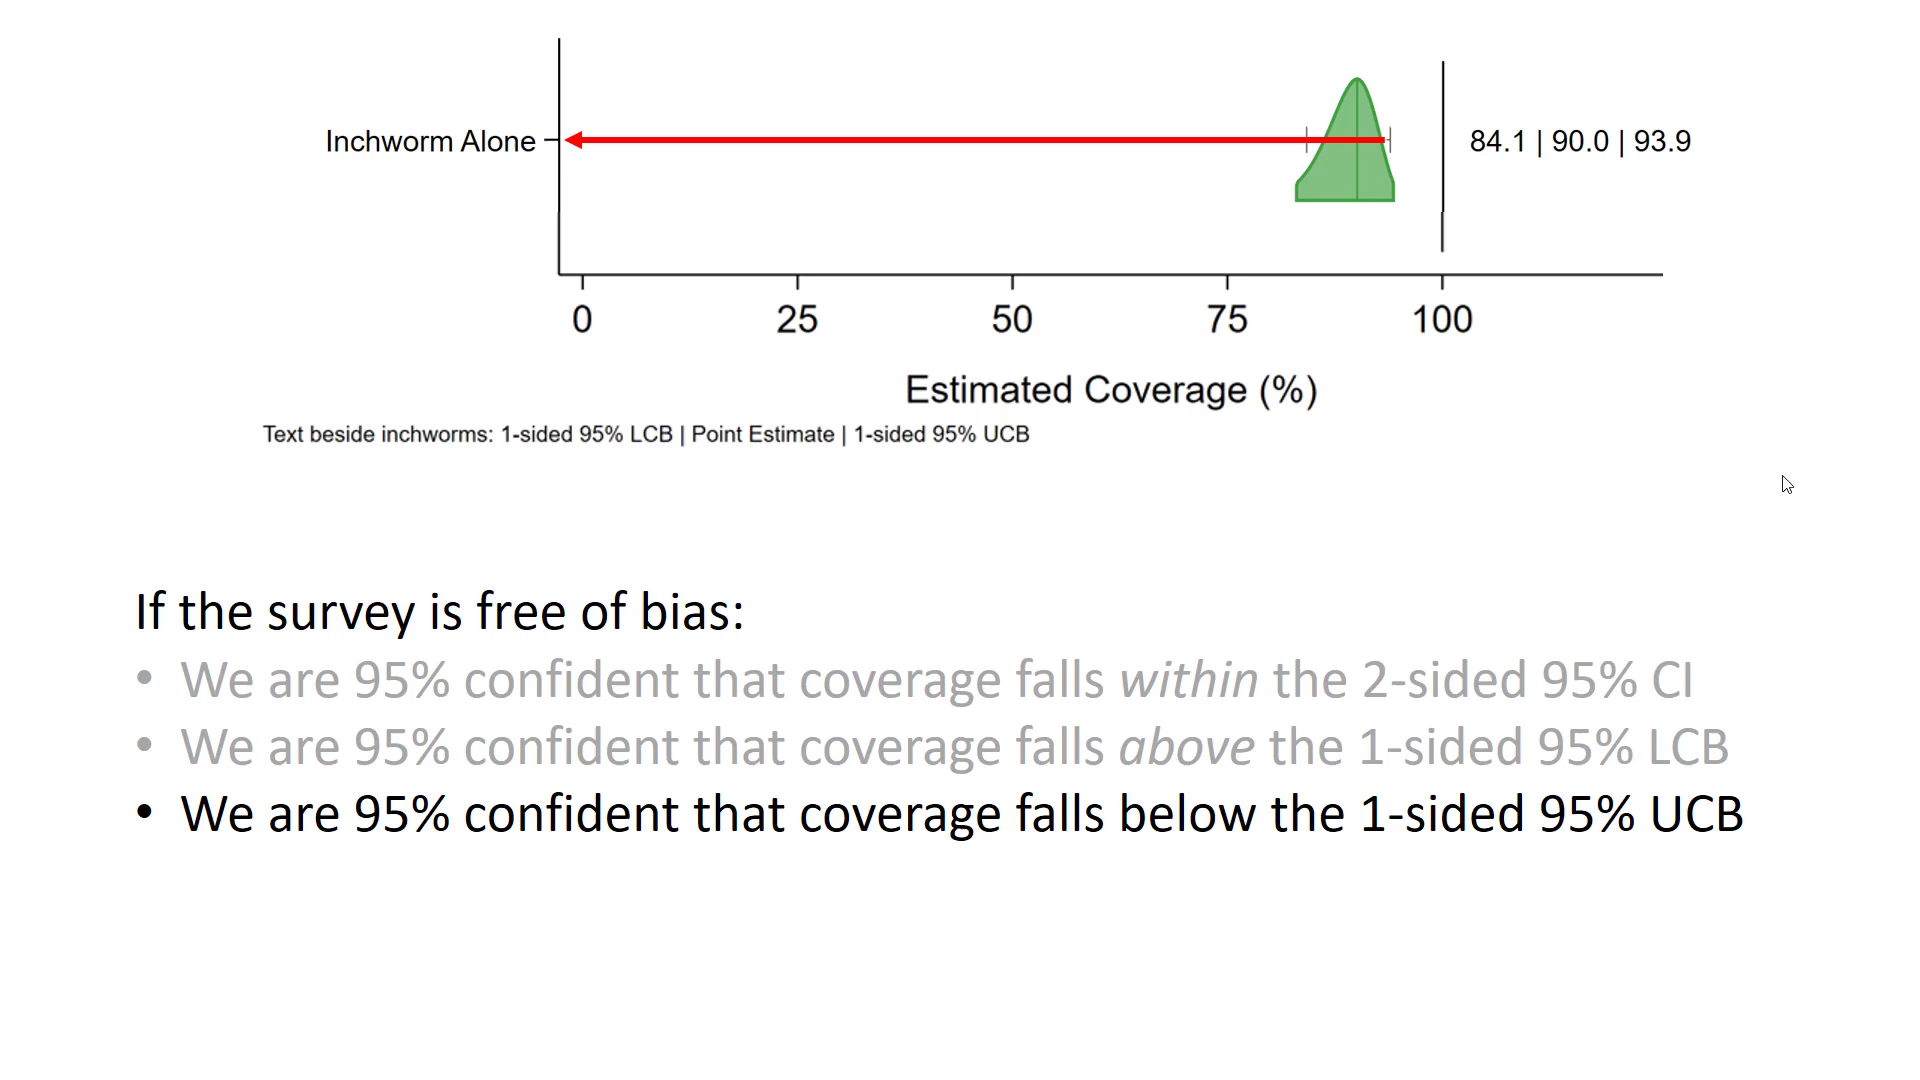 Inchworm Alone
84.1 | 90.0 | 93.9
0 25 50 75 100
Estimated Coverage (%)
Text beside inchworms: 1-sided 95% LCB | Point Estimate | 1-sided 95% UCB
If the survey is free of bias:
• We are 95% confident that coverage falls within the 2-sided 95% CI
• We are 95% confident that coverage falls above the 1-sided 95% LCB
• We are 95% confident that coverage falls below the 1-sided 95% UCB